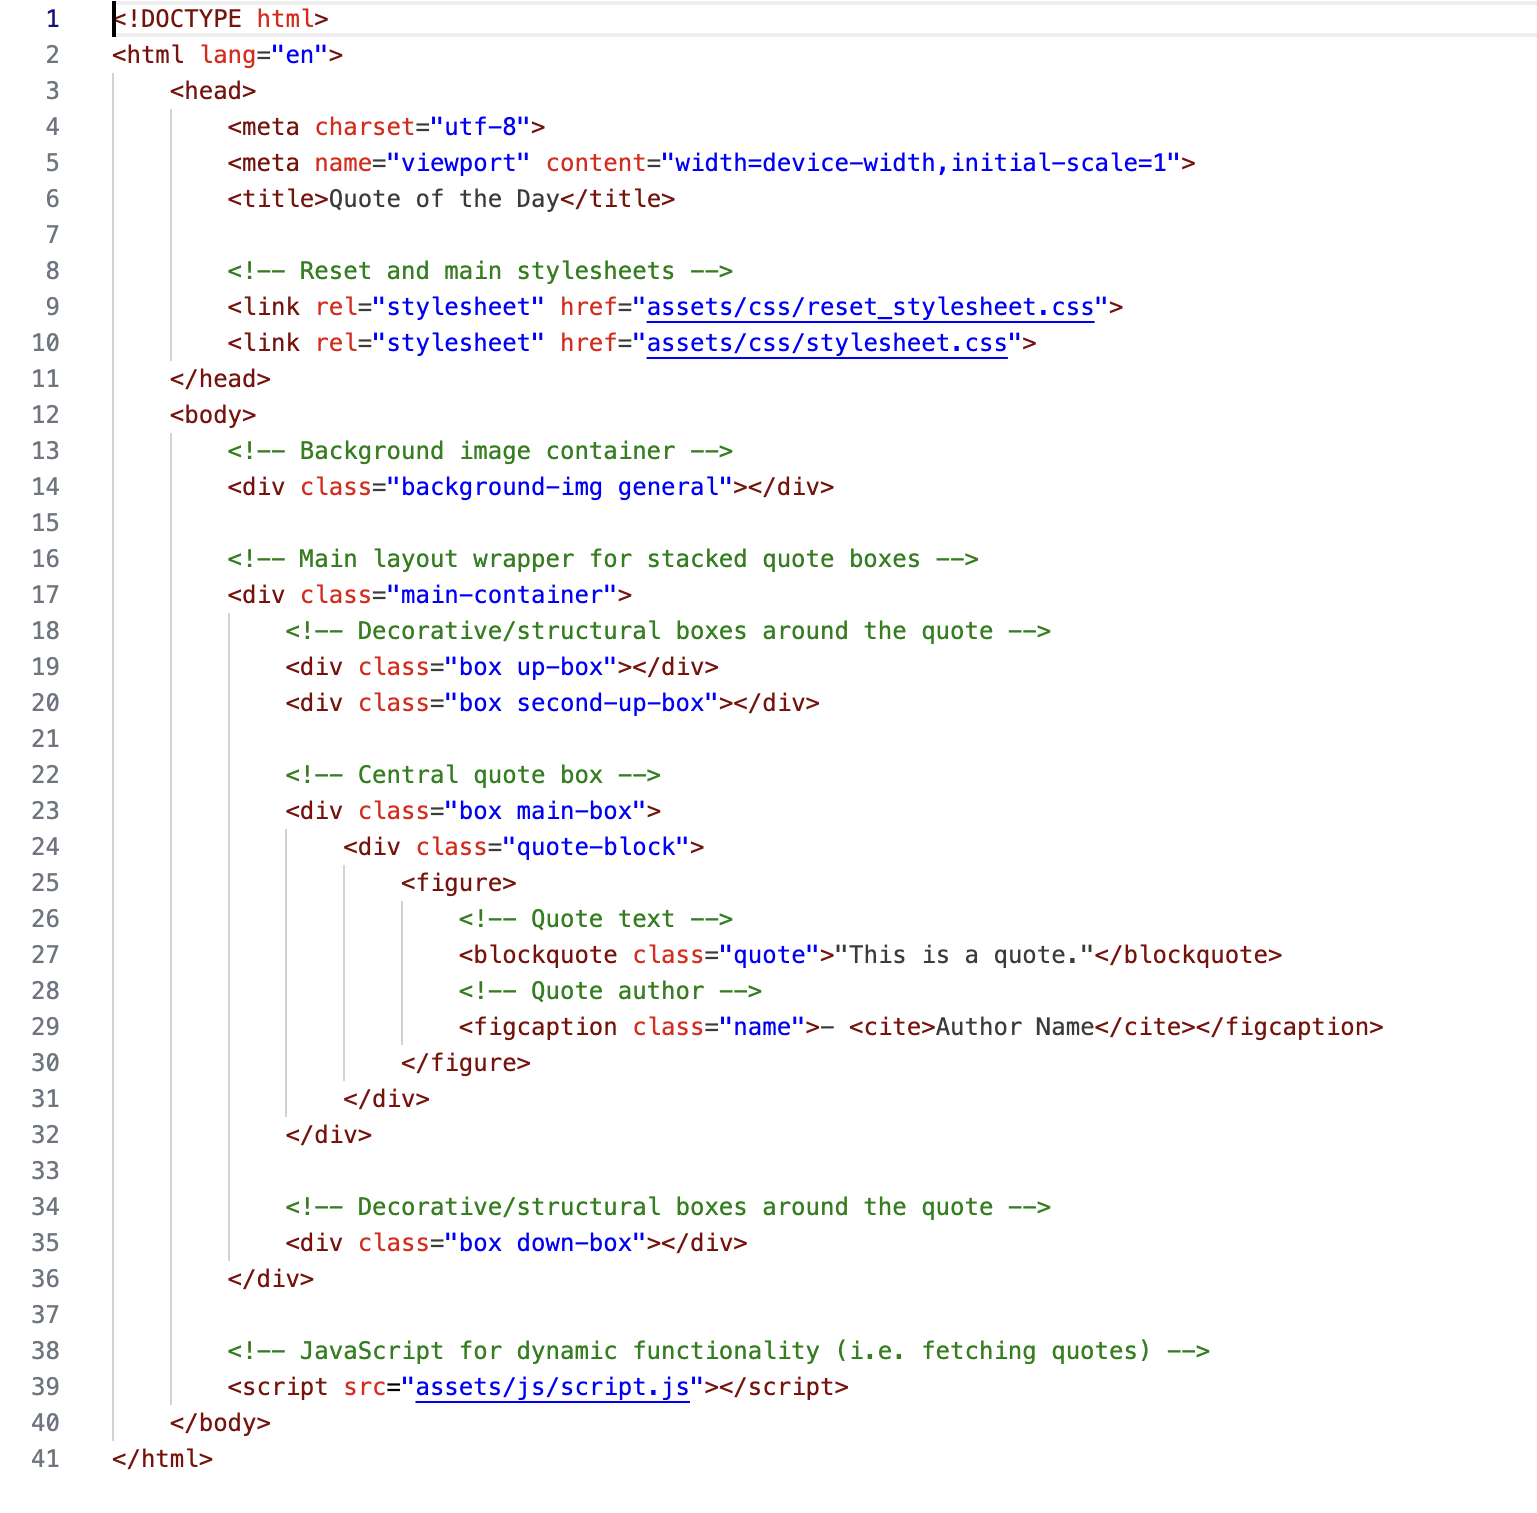 1 <!DOCTYPE html>
2 <html lang="en">
3     <head>
4         <meta charset="utf-8">
5         <meta name="viewport" content="width=device-width,initial-scale=1">
6         <title>Quote of the Day</title>
7
8         <!-- Reset and main stylesheets -->
9         <link rel="stylesheet" href="assets/css/reset_stylesheet.css">
10         <link rel="stylesheet" href="assets/css/stylesheet.css">
11     </head>
12     <body>
13         <!-- Background image container -->
14         <div class="background-img general"></div>
15
16         <!-- Main layout wrapper for stacked quote boxes -->
17         <div class="main-container">
18             <!-- Decorative/structural boxes around the quote -->
19             <div class="box up-box"></div>
20             <div class="box second-up-box"></div>
21
22             <!-- Central quote box -->
23             <div class="box main-box">
24                 <div class="quote-block">
25                     <figure>
26                         <!-- Quote text -->
27                         <blockquote class="quote">"This is a quote."</blockquote>
28                         <!-- Quote author -->
29                         <figcaption class="name">- <cite>Author Name</cite></figcaption>
30                     </figure>
31                 </div>
32             </div>
33
34             <!-- Decorative/structural boxes around the quote -->
35             <div class="box down-box"></div>
36         </div>
37
38         <!-- JavaScript for dynamic functionality (i.e. fetching quotes) -->
39         <script src="assets/js/script.js"></script>
40     </body>
41 </html>